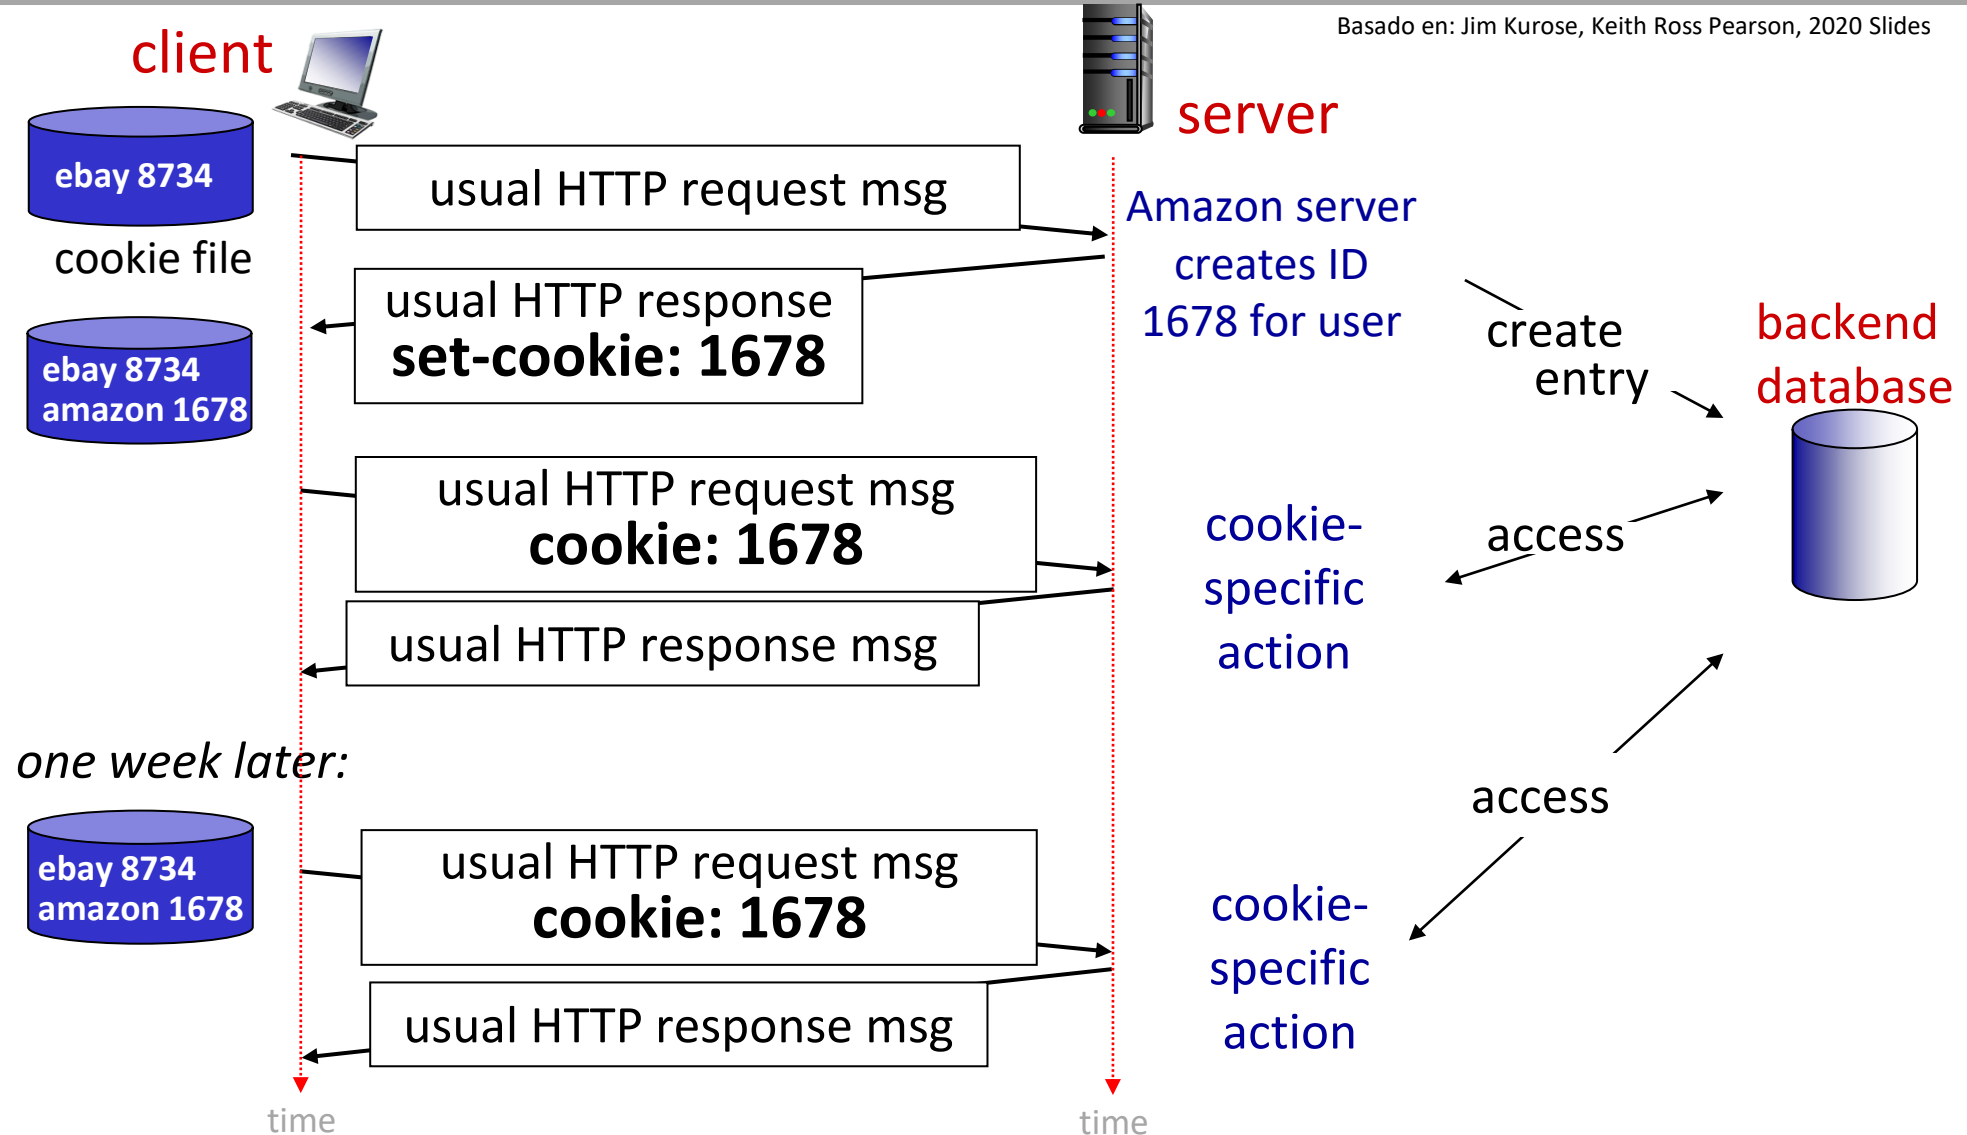 Basado en: Jim Kurose, Keith Ross Pearson, 2020 Slides
client
server
ebay 8734
cookie file
usual HTTP request msg
Amazon server
creates ID
1678 for user
usual HTTP response
set-cookie: 1678
create
entry
backend
database
ebay 8734
amazon 1678
usual HTTP request msg
cookie: 1678
cookie-
specific
action
access
usual HTTP response msg
one week later:
access
ebay 8734
amazon 1678
usual HTTP request msg
cookie: 1678
cookie-
specific
action
usual HTTP response msg
time
time